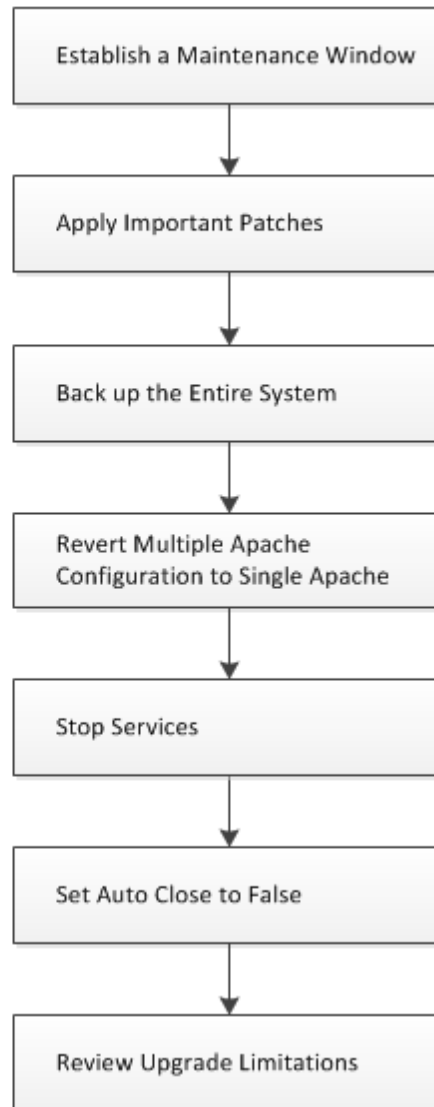 Establish a Maintenance Window
Apply Important Patches
Back up the Entire System
Revert Multiple Apache
Configuration to Single Apache
Stop Services
Set Auto Close to False
Review Upgrade Limitations